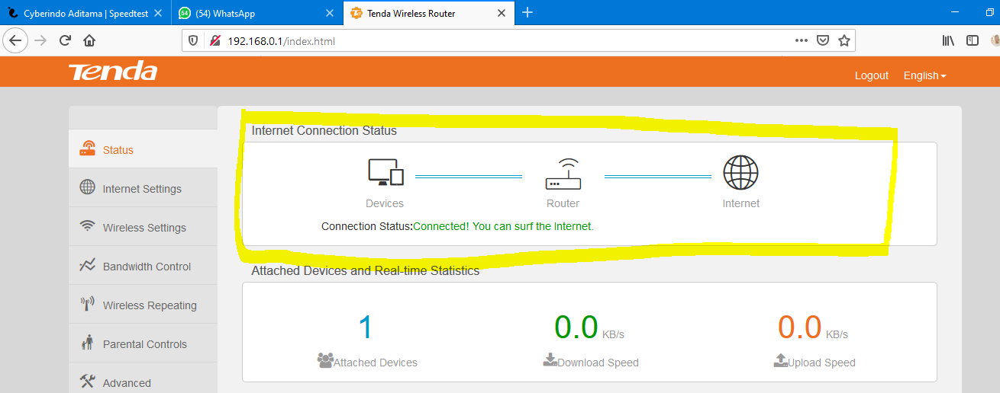 Cyberindo Aditama | Speedtest
(54) WhatsApp
Tenda Wireless Router
192.168.0.1/index.html
Tenda
Logout English
Internet Connection Status
Status
Internet Settings
Wireless Settings
Bandwidth Control
Wireless Repeating
Parental Controls
Advanced
Devices Router Internet
Connection Status:Connected! You can surf the Internet.
Attached Devices and Real-time Statistics
1 0.0 KB/s 0.0 KB/s
Attached Devices Download Speed Upload Speed